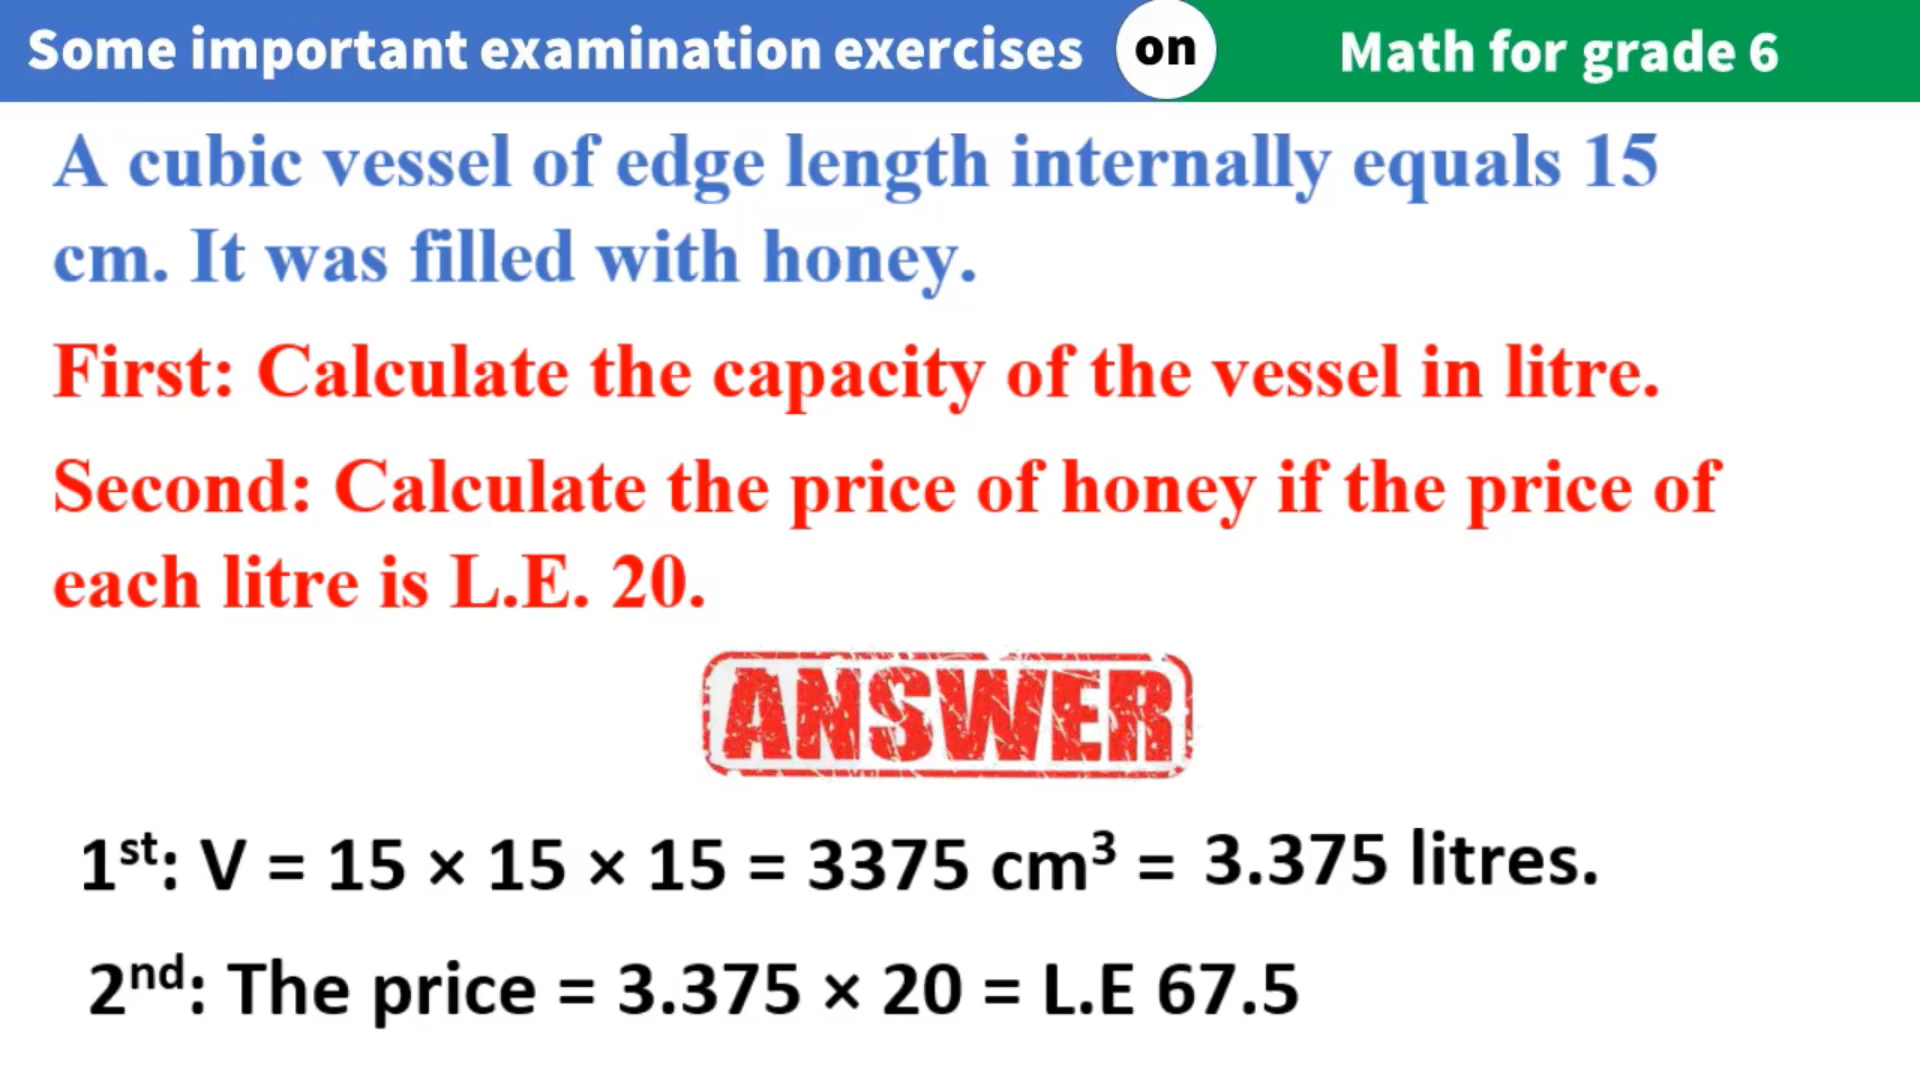 Some important examination exercises on Math for grade 6
A cubic vessel of edge length internally equals 15
cm. It was filled with honey.
First: Calculate the capacity of the vessel in litre.
Second: Calculate the price of honey if the price of
each litre is L.E. 20.
ANSWER
1ˢᵗ: V = 15 × 15 × 15 = 3375 cm³ = 3.375 litres.
2ⁿᵈ: The price = 3.375 × 20 = L.E 67.5